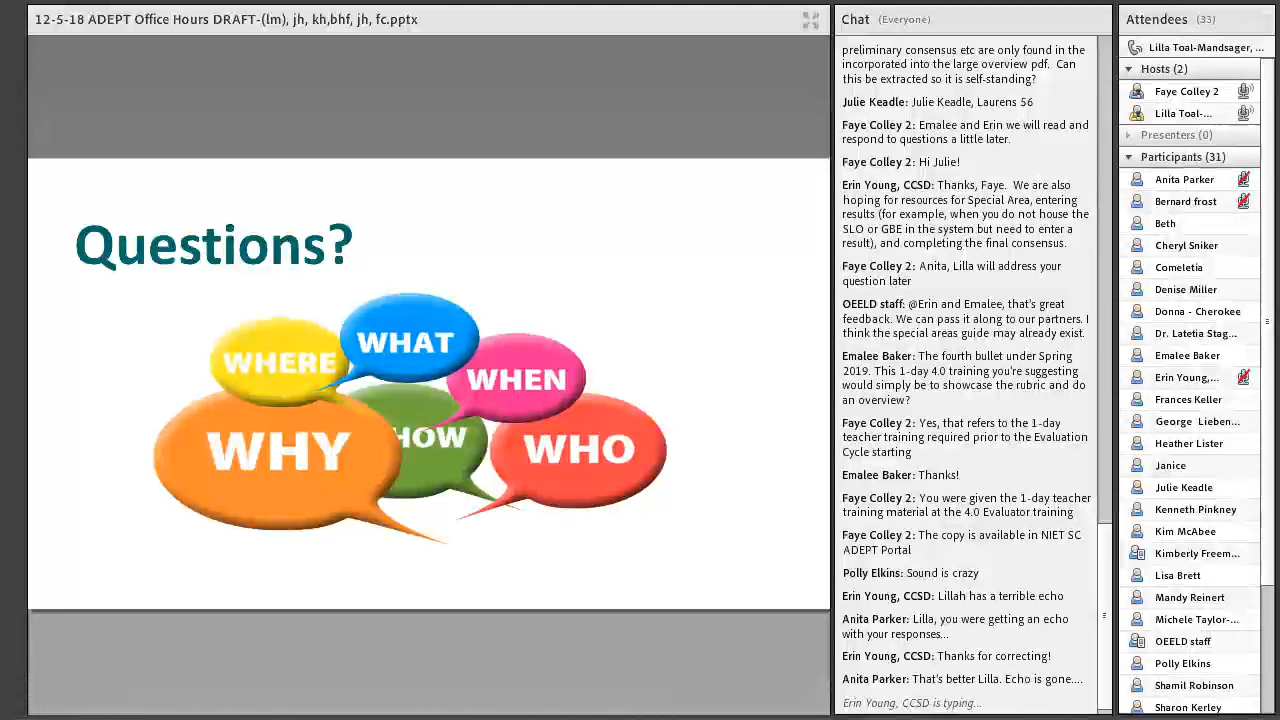 12-5-18 ADEPT Office Hours DRAFT-(lm), jh, kh,bhf, jh, fc.pptx
Questions?
WHERE
WHAT
WHEN
WHY
HOW
WHO
Chat (Everyone)
preliminary consensus etc are only found in the
incorporated into the large overview pdf. Can
this be extracted so it is self-standing?
Julie Keadle: Julie Keadle, Laurens 56
Faye Colley 2: Emalee and Erin we will read and
respond to questions a little later.
Faye Colley 2: Hi Julie!
Erin Young, CCSD: Thanks, Faye. We are also
hoping for resources for Special Area, entering
results (for example, when you do not house the
SLO or GBE in the system but need to enter a
result), and completing the final consensus.
Faye Colley 2: Anita, Lilla will address your
question later
OEELD staff: @Erin and Emalee, that's great
feedback. We can pass it along to our partners. I
think the special areas guide may already exist.
Emalee Baker: The fourth bullet under Spring
2019. This 1-day 4.0 training you're suggesting
would simply be to showcase the rubric and do
an overview?
Faye Colley 2: Yes, that refers to the 1-day
teacher training required prior to the Evaluation
Cycle starting
Emalee Baker: Thanks!
Faye Colley 2: You were given the 1-day teacher
training material at the 4.0 Evaluator training
Faye Colley 2: The copy is available in NIET SC
ADEPT Portal
Polly Elkins: Sound is crazy
Erin Young, CCSD: Lillah has a terrible echo
Anita Parker: Lilla, you were getting an echo
with your responses...
Erin Young, CCSD: Thanks for correcting!
Anita Parker: That's better Lilla. Echo is gone....
Erin Young, CCSD is typing...
Attendees (33)
Lilla Toal-Mandsager, ...
Hosts (2)
Faye Colley 2
Lilla Toal-...
Presenters (0)
Participants (31)
Anita Parker
Bernard frost
Beth
Cheryl Sniker
Comeletia
Denise Miller
Donna - Cherokee
Dr. Latetia Stag...
Emalee Baker
Erin Young,...
Frances Keller
George Lieben...
Heather Lister
Janice
Julie Keadle
Kenneth Pinkney
Kim McAbee
Kimberly Freem...
Lisa Brett
Mandy Reinert
Michele Taylor-...
OEELD staff
Polly Elkins
Shamil Robinson
Sharon Kerley